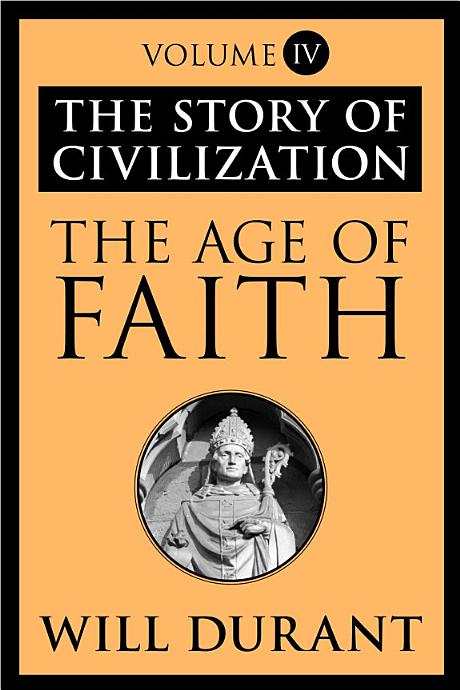 VOLUME IV
THE STORY OF
CIVILIZATION
THE AGE OF
FAITH
WILL DURANT